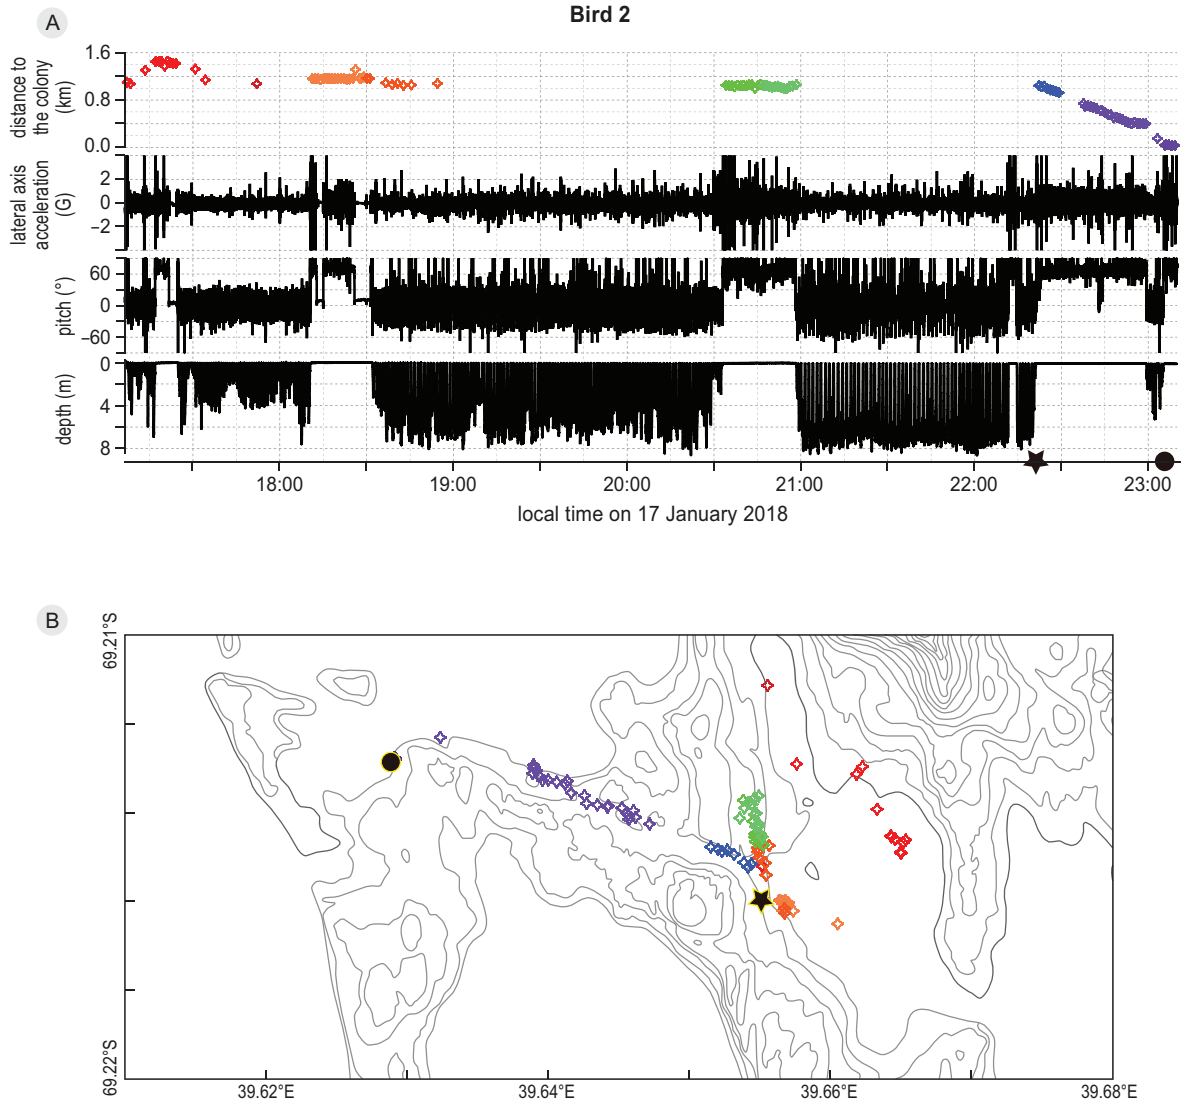 A
Bird 2
distance to
the colony
(km)
1.6
0.8
0.0
lateral axis
acceleration
(G)
2
0
−2
pitch (°)
60
0
−60
depth (m)
0
4
8
18:00 19:00 20:00 21:00 22:00 23:00
local time on 17 January 2018
B
69.21°S
69.22°S
39.62°E 39.64°E 39.66°E 39.68°E